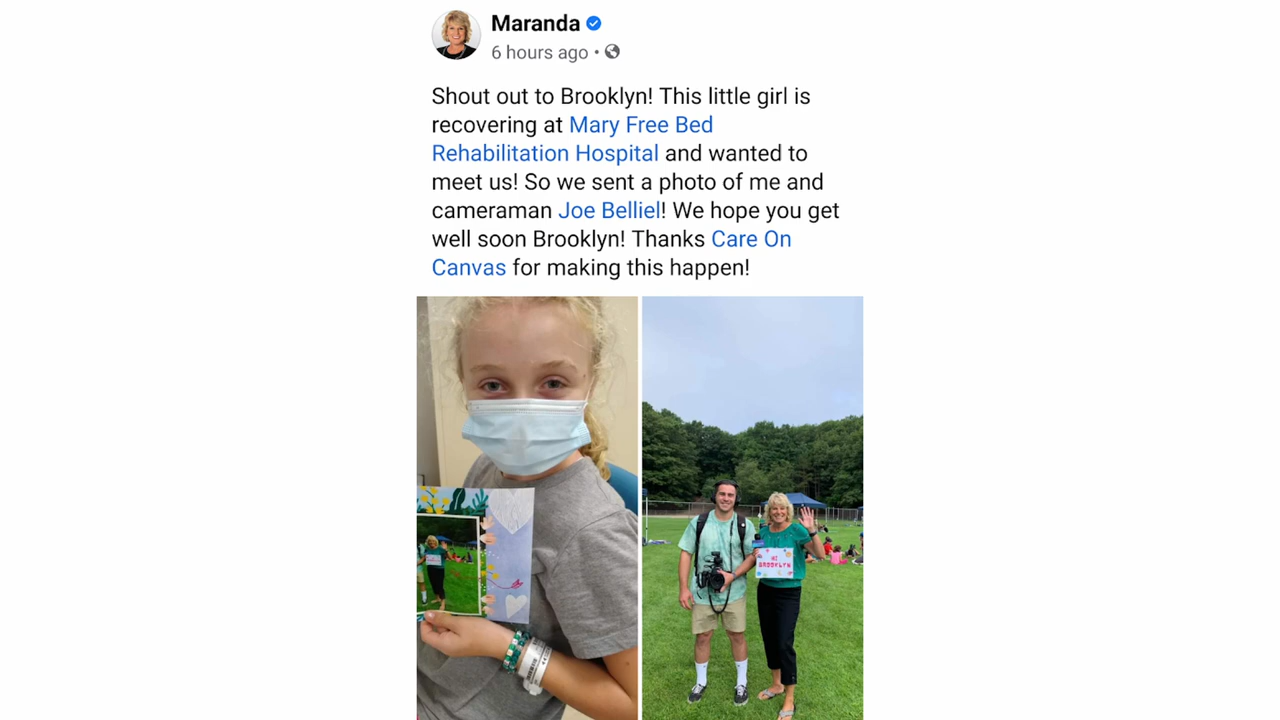 Maranda
6 hours ago •
Shout out to Brooklyn! This little girl is
recovering at Mary Free Bed
Rehabilitation Hospital and wanted to
meet us! So we sent a photo of me and
cameraman Joe Belliel! We hope you get
well soon Brooklyn! Thanks Care On
Canvas for making this happen!
HI
BROOKLYN